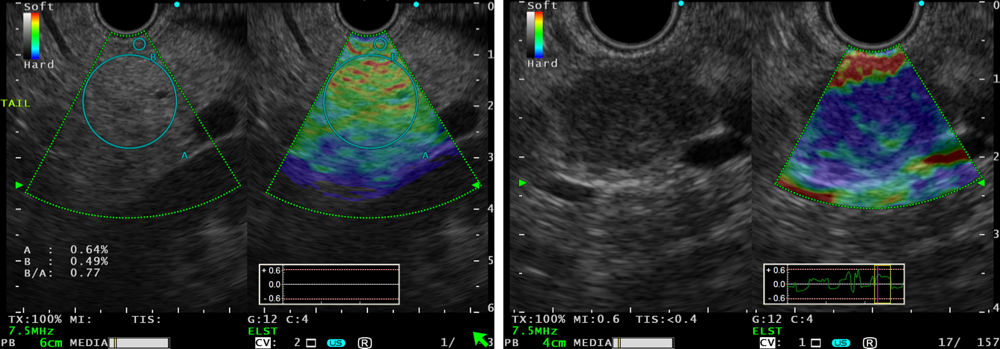 Soft
Hard
B
B
TAIL
A
A
A : 0.64%
B : 0.49%
B/A: 0.77
+ 0.6
0.0
- 0.6
0
1
2
3
4
5
6
TX:100% MI: TIS: G:12 C:4
7.5MHz ELST
PB 6cm MEDIA CV: 2 US R 1/
Soft
Hard
+ 0.6
0.0
- 0.6
0
1
2
3
4
TX:100% MI:0.6 TIS:<0.4 G:12 C:4
7.5MHz ELST
PB 4cm MEDIA CV: 1 US R 17/ 157